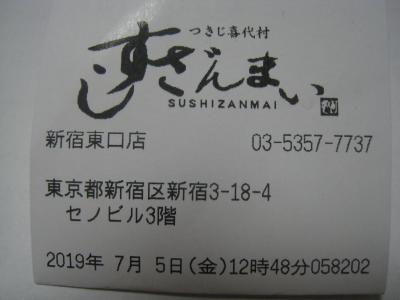 つきじ喜代村
すしざんまい
SUSHIZANMAI
新宿東口店 03-5357-7737
東京都新宿区新宿3-18-4
セノビル3階
2019年 7月 5日(金)12時48分058202